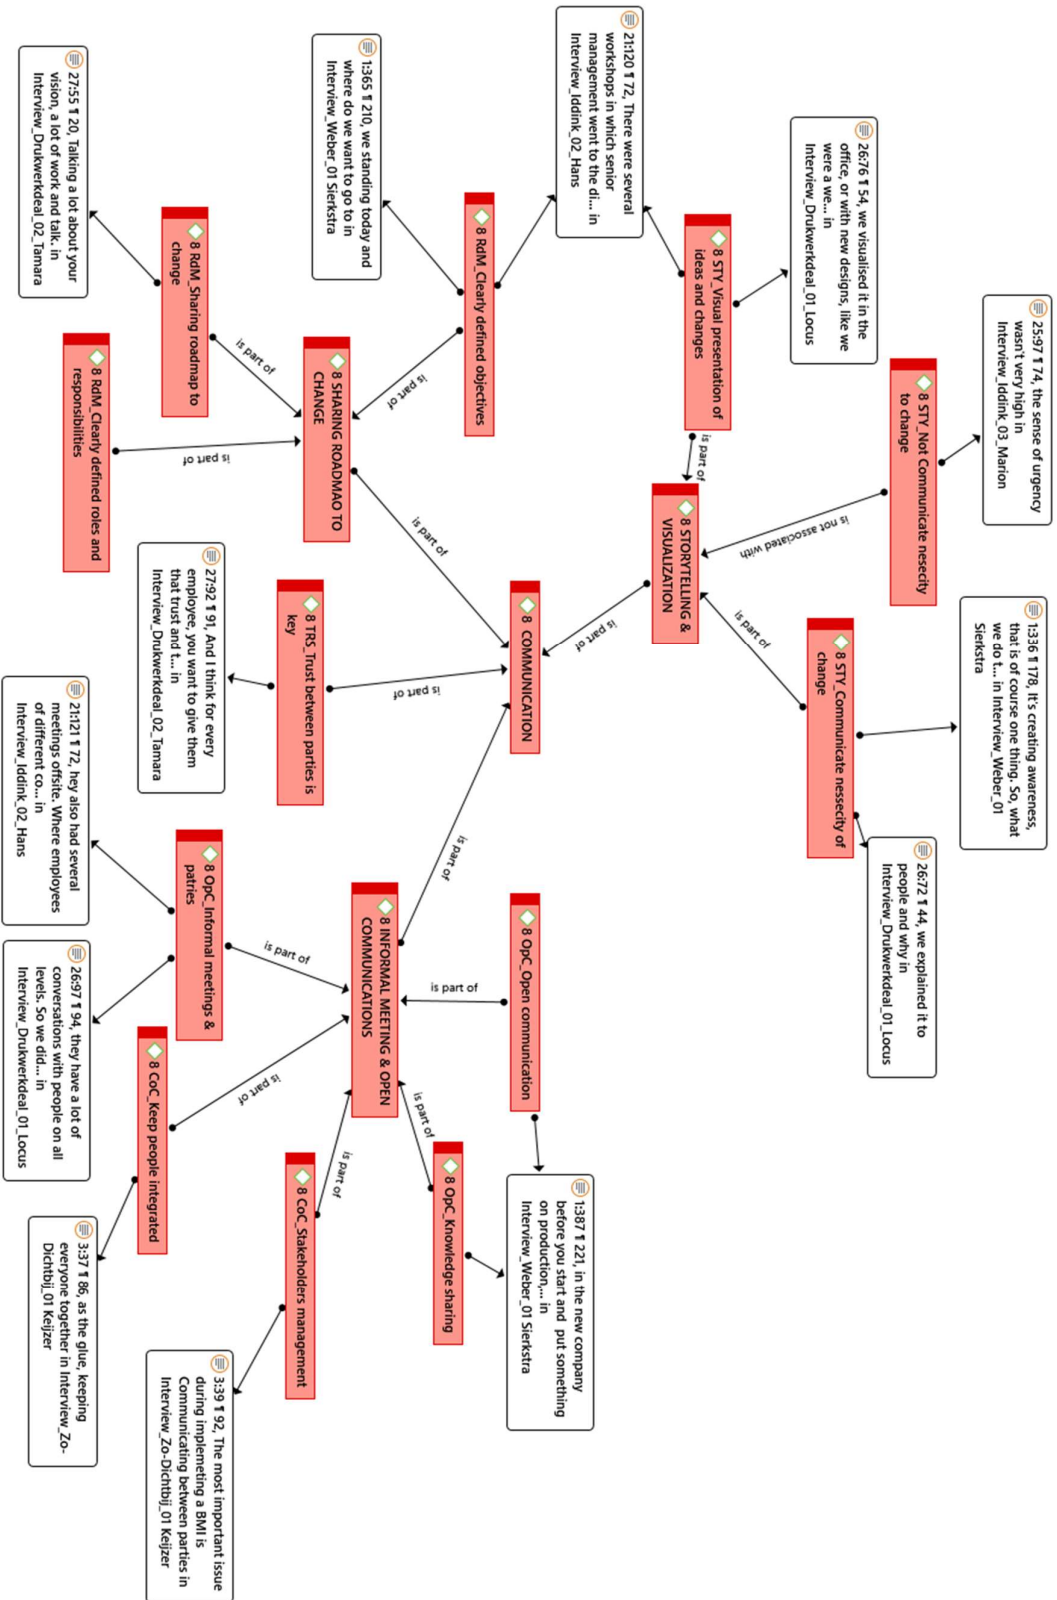 25:97 ¶ 74, the sense of urgency
wasn't very high in
Interview_Iddink_03_Marion
1:336 ¶ 178, It's creating awareness,
that is of course one thing. So, what
we do t... in Interview_Weber_01
Sierkstra
8 STY_Not Communicate nesecity
to change
26:76 ¶ 54, we visualised it in the
office, or with new designs, like we
were a we... in
Interview_Drukwerkdeal_01_Locus
8 STY_Communicate nessecity of
change
26:72 ¶ 44, we explained it to
people and why in
Interview_Drukwerkdeal_01_Locus
is not associated with
is part of
8 STY_Visual presentation of
ideas and changes
is part of
8 STORYTELLING &
VISUALIZATION
21:120 ¶ 72, There were several
workshops in which senior
management went to the di... in
Interview_Iddink_02_Hans
is part of
8 COMMUNICATION
8 OpC_Open communication
1:387 ¶ 221, in the new company
before you start and put something
on production,... in
Interview_Weber_01 Sierkstra
8 RdM_Clearly defined objectives
is part of
is part of
is part of
is part of
is part of
is part of
8 OpC_Knowledge sharing
1:365 ¶ 210, we standing today and
where do we want to go to in
Interview_Weber_01 Sierkstra
8 SHARING ROADMAO TO
CHANGE
8 INFORMAL MEETING & OPEN
COMMUNICATIONS
8 TRS_Trust between parties is
key
is part of
is part of
is part of
is part of
is part of
8 CoC_Stakeholders management
8 RdM_Sharing roadmap to
change
27:92 ¶ 91, And I think for every
employee, you want to give them
that trust and t... in
Interview_Drukwerkdeal_02_Tamara
8 OpC_Informal meetings &
patries
8 CoC_Keep people integrated
3:39 ¶ 92, The most important issue
during implemeting a BMI is
Communicating between parties in
Interview_Zo-Dichtbij_01 Keijzer
27:55 ¶ 20, Talking a lot about your
vision, a lot of work and talk. in
Interview_Drukwerkdeal_02_Tamara
8 RdM_Clearly defined roles and
responsibilities
21:121 ¶ 72, hey also had several
meetings offsite. Where employees
of different co... in
Interview_Iddink_02_Hans
26:97 ¶ 94, they have a lot of
conversations with people on all
levels. So we did... in
Interview_Drukwerkdeal_01_Locus
3:37 ¶ 86, as the glue, keeping
everyone together in Interview_Zo-
Dichtbij_01 Keijzer